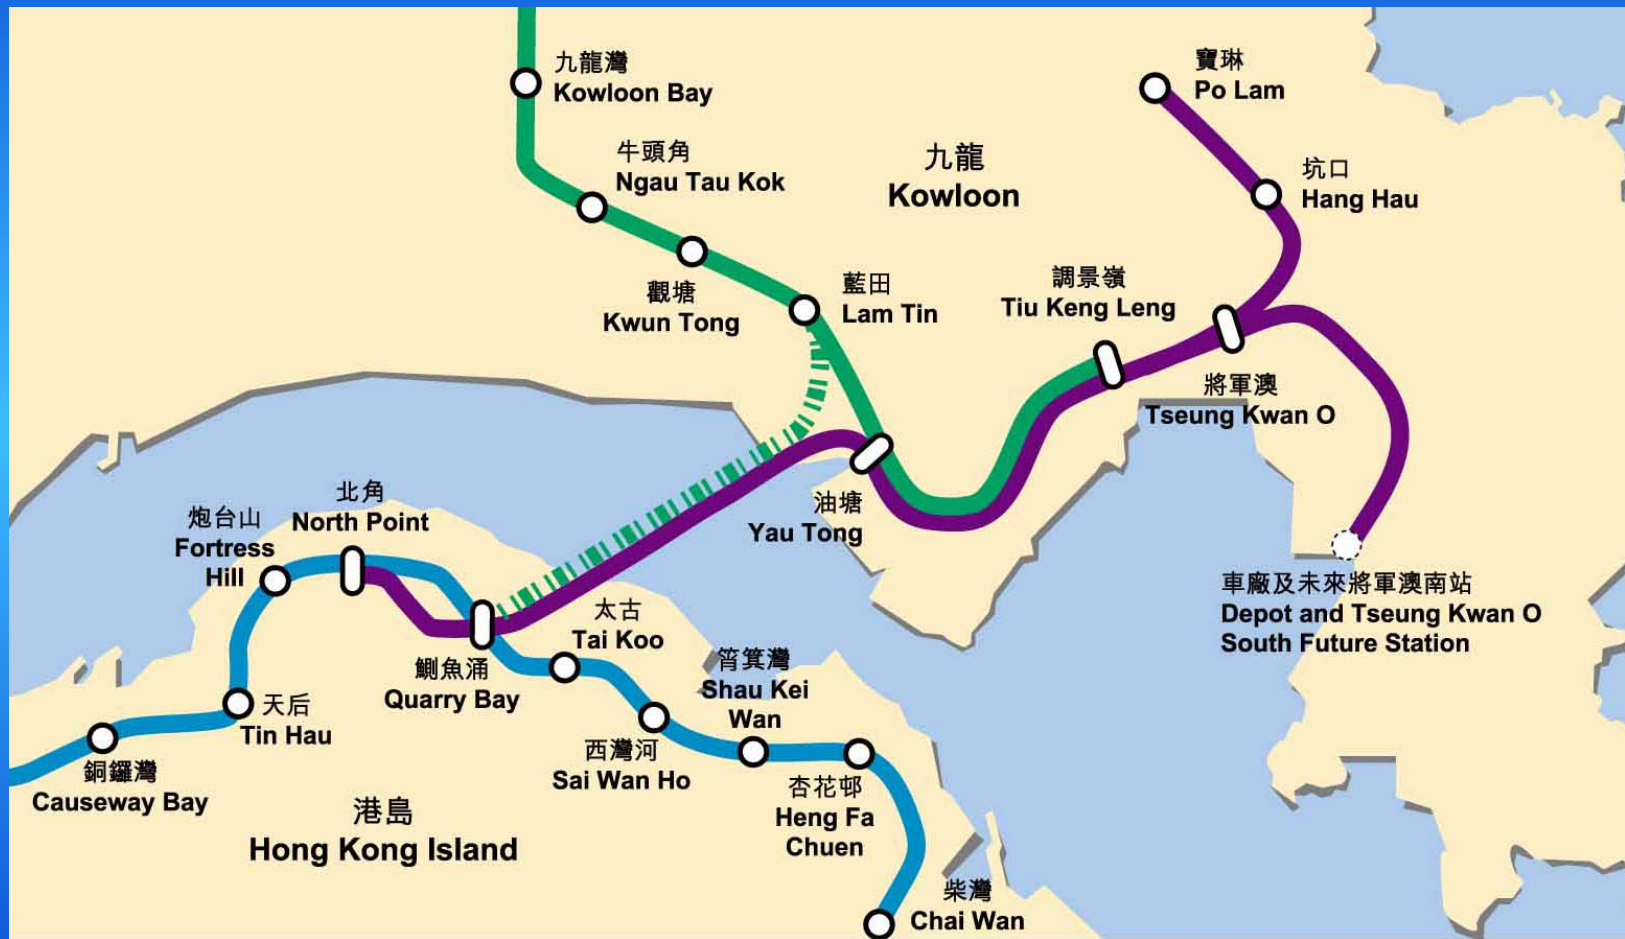 九龍灣
Kowloon Bay
寶琳
Po Lam
牛頭角
Ngau Tau Kok
九龍
Kowloon
坑口
Hang Hau
觀塘
Kwun Tong
藍田
Lam Tin
調景嶺
Tiu Keng Leng
將軍澳
Tseung Kwan O
北角
North Point
炮台山
Fortress
Hill
油塘
Yau Tong
車廠及未來將軍澳南站
Depot and Tseung Kwan O
South Future Station
太古
Tai Koo
鰂魚涌
Quarry Bay
筲箕灣
Shau Kei
Wan
天后
Tin Hau
西灣河
Sai Wan Ho
銅鑼灣
Causeway Bay
杏花邨
Heng Fa
Chuen
港島
Hong Kong Island
柴灣
Chai Wan